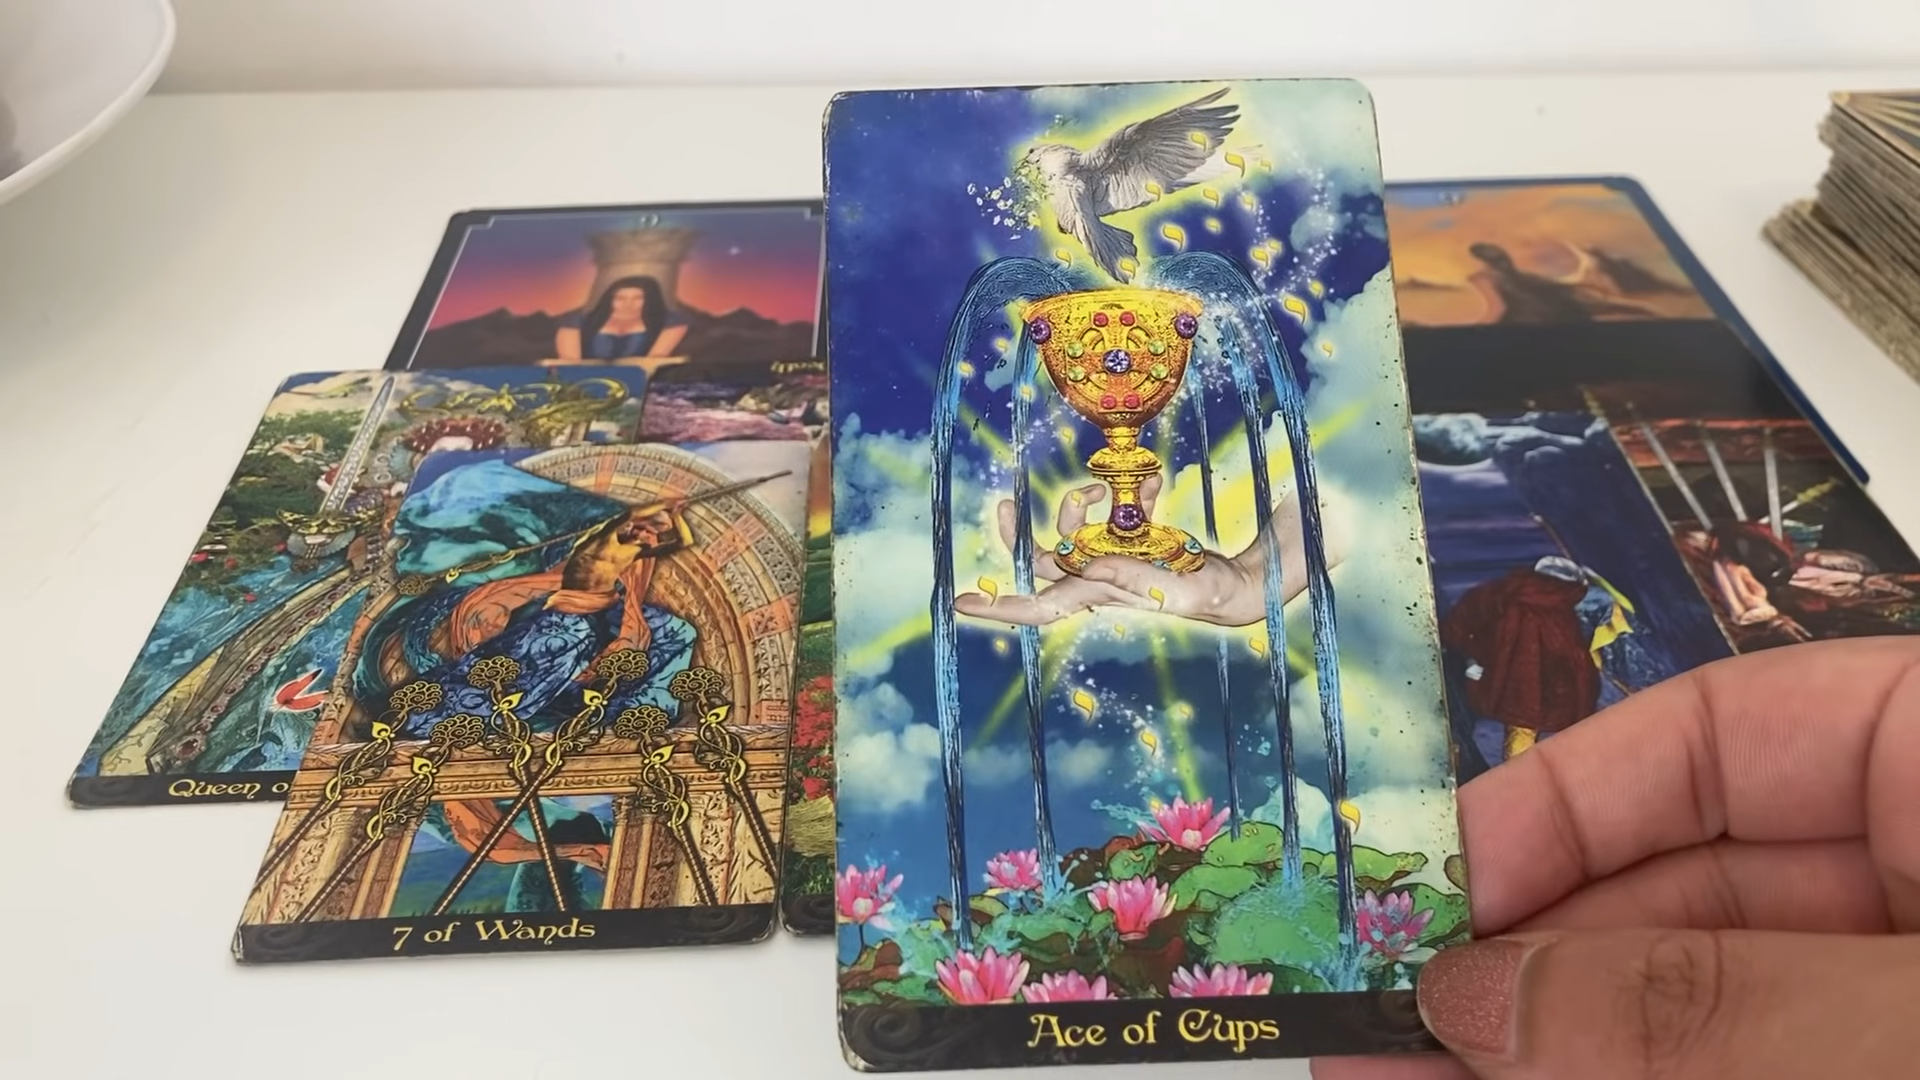 Queen o
7 of Wands
Ace of Cups